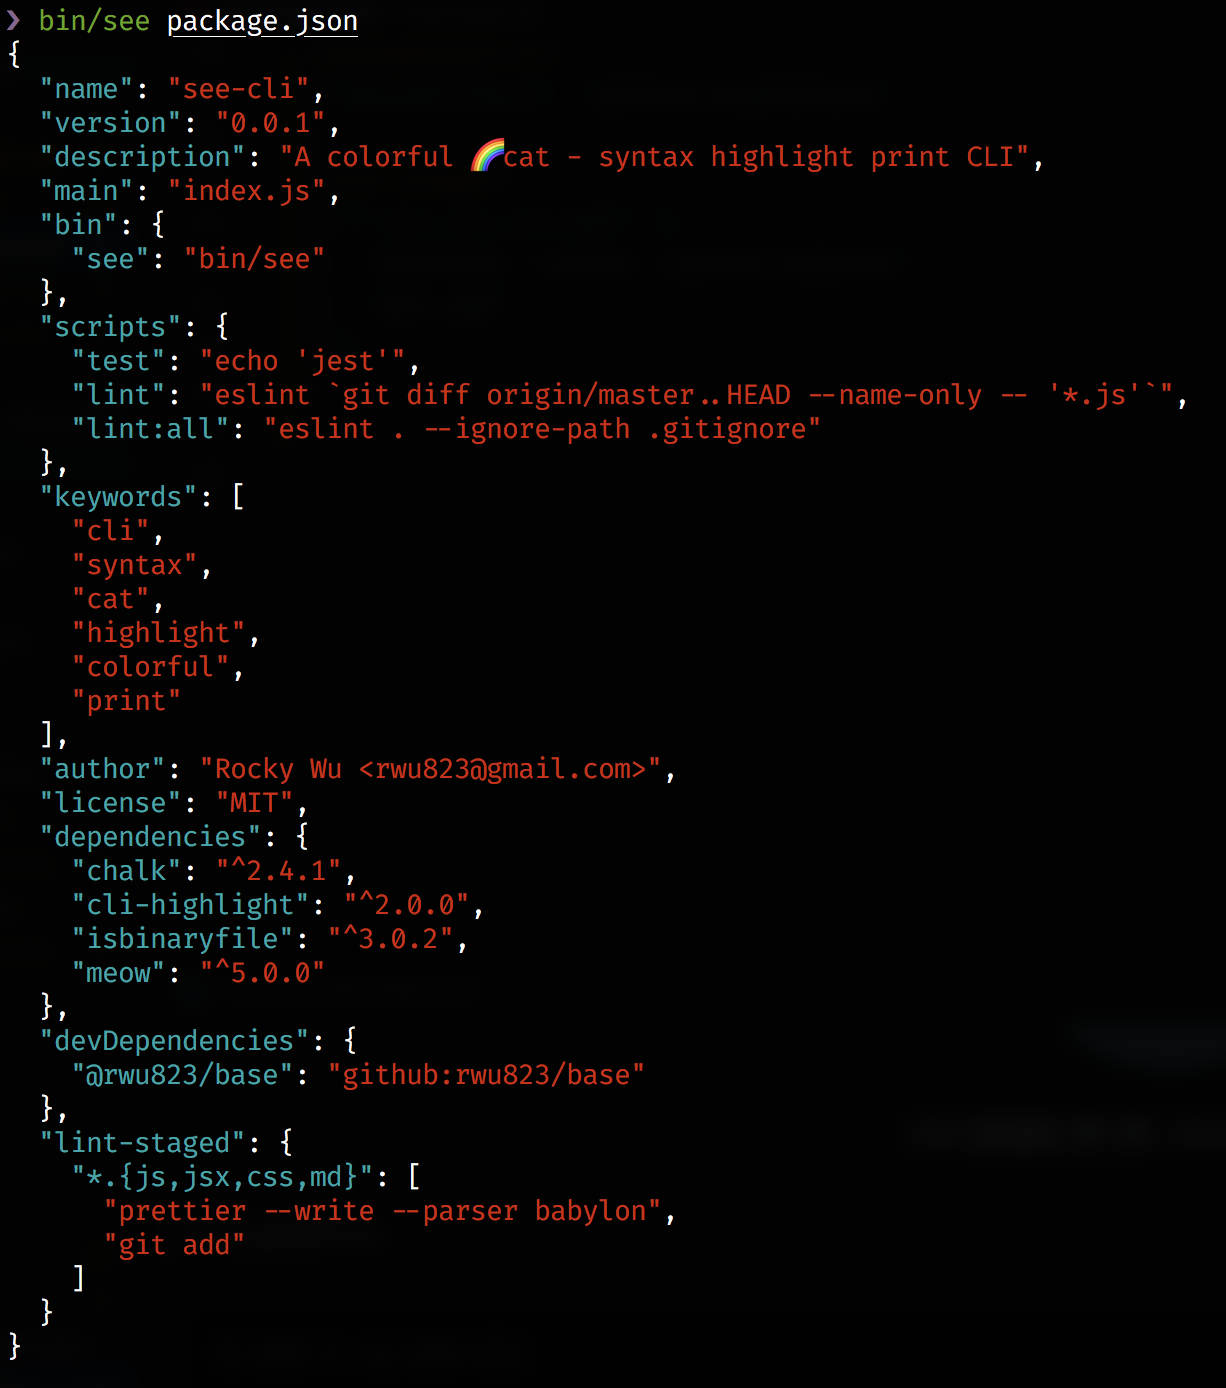 ❯ bin/see package.json
{
  "name": "see-cli",
  "version": "0.0.1",
  "description": "A colorful 🌈cat - syntax highlight print CLI",
  "main": "index.js",
  "bin": {
    "see": "bin/see"
  },
  "scripts": {
    "test": "echo 'jest'",
    "lint": "eslint `git diff origin/master..HEAD --name-only -- '*.js'`",
    "lint:all": "eslint . --ignore-path .gitignore"
  },
  "keywords": [
    "cli",
    "syntax",
    "cat",
    "highlight",
    "colorful",
    "print"
  ],
  "author": "Rocky Wu <rwu823@gmail.com>",
  "license": "MIT",
  "dependencies": {
    "chalk": "^2.4.1",
    "cli-highlight": "^2.0.0",
    "isbinaryfile": "^3.0.2",
    "meow": "^5.0.0"
  },
  "devDependencies": {
    "@rwu823/base": "github:rwu823/base"
  },
  "lint-staged": {
    "*.{js,jsx,css,md}": [
      "prettier --write --parser babylon",
      "git add"
    ]
  }
}